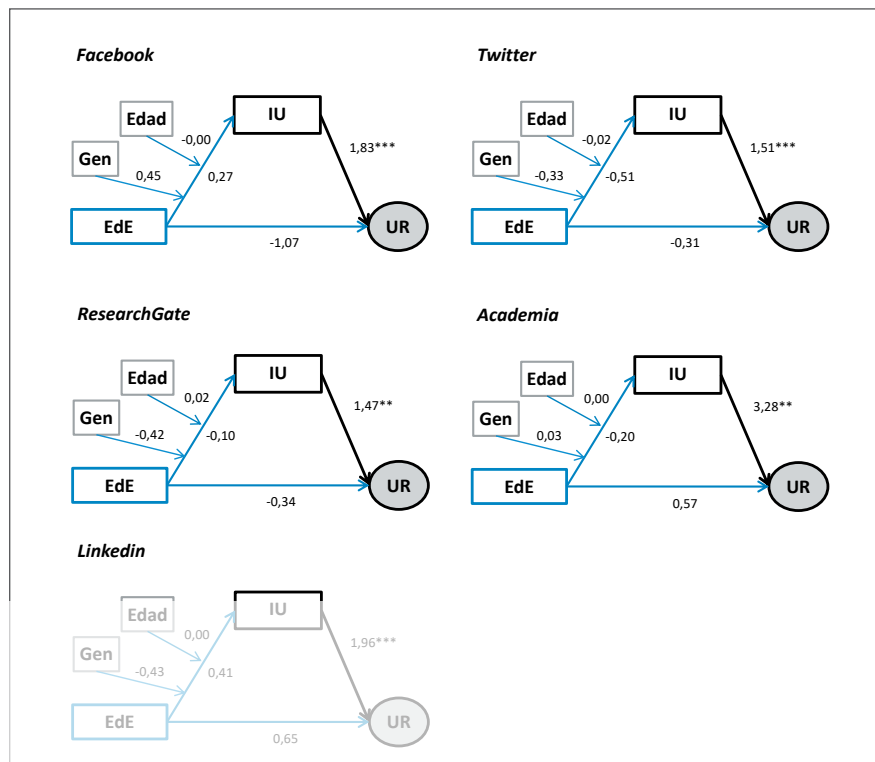 Facebook
Edad
IU
-0,00
Gen
0,45
0,27
1,83***
EdE
UR
-1,07
Twitter
Edad
IU
-0,02
Gen
-0,33
-0,51
1,51***
EdE
UR
-0,31
ResearchGate
Edad
IU
0,02
Gen
-0,42
-0,10
1,47**
EdE
UR
-0,34
Academia
Edad
IU
0,00
Gen
0,03
-0,20
3,28**
EdE
UR
0,57
Linkedin
Edad
IU
0,00
Gen
-0,43
0,41
1,96***
EdE
UR
0,65